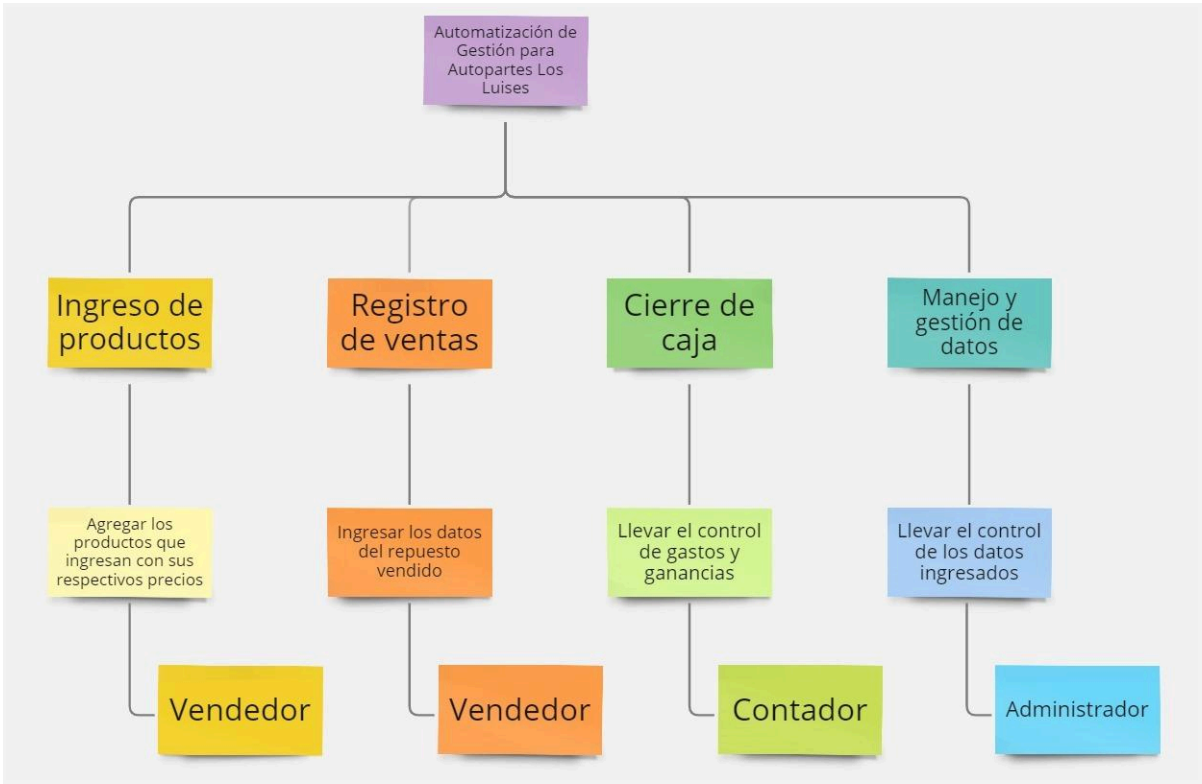 Automatización de
Gestión para
Autopartes Los
Luises
Ingreso de
productos
Registro
de ventas
Cierre de
caja
Manejo y
gestión de
datos
Agregar los
productos que
ingresan con sus
respectivos precios
Ingresar los datos
del repuesto
vendido
Llevar el control
de gastos y
ganancias
Llevar el control
de los datos
ingresados
Vendedor
Vendedor
Contador
Administrador